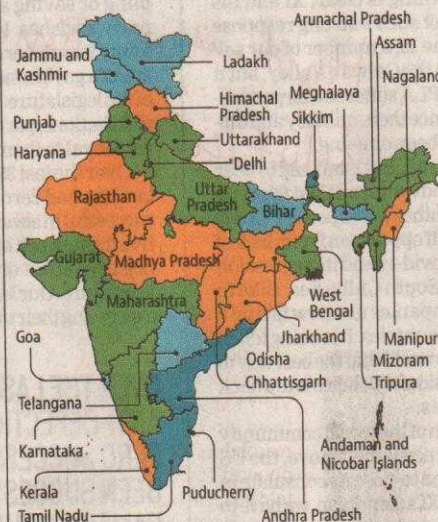 Arunachal Pradesh
Assam
Nagaland
Jammu and
Kashmir
Ladakh
Himachal
Pradesh
Meghalaya
Sikkim
Punjab
Uttarakhand
Haryana
Delhi
Rajasthan
Uttar
Pradesh
Bihar
Gujarat
Madhya Pradesh
Maharashtra
West
Bengal
Goa
Jharkhand
Manipur
Odisha
Mizoram
Chhattisgarh
Tripura
Telangana
Karnataka
Andaman and
Nicobar Islands
Kerala
Puducherry
Tamil Nadu
Andhra Pradesh